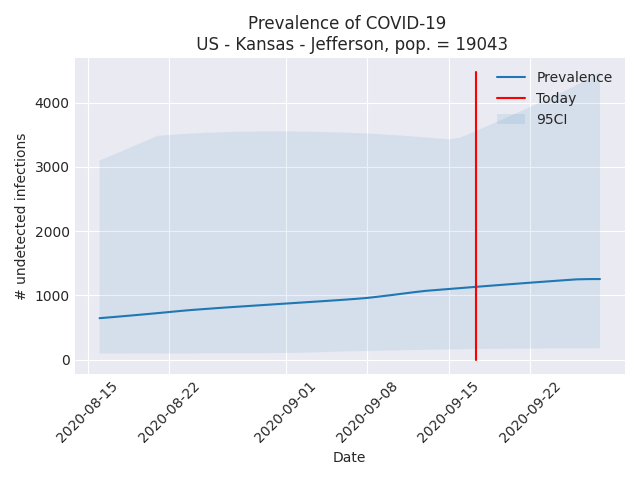 Prevalence of COVID-19
US - Kansas - Jefferson, pop. = 19043
Prevalence
Today
95CI
# undetected infections
4000
3000
2000
1000
0
2020-08-15
2020-08-22
2020-09-01
2020-09-08
2020-09-15
2020-09-22
Date